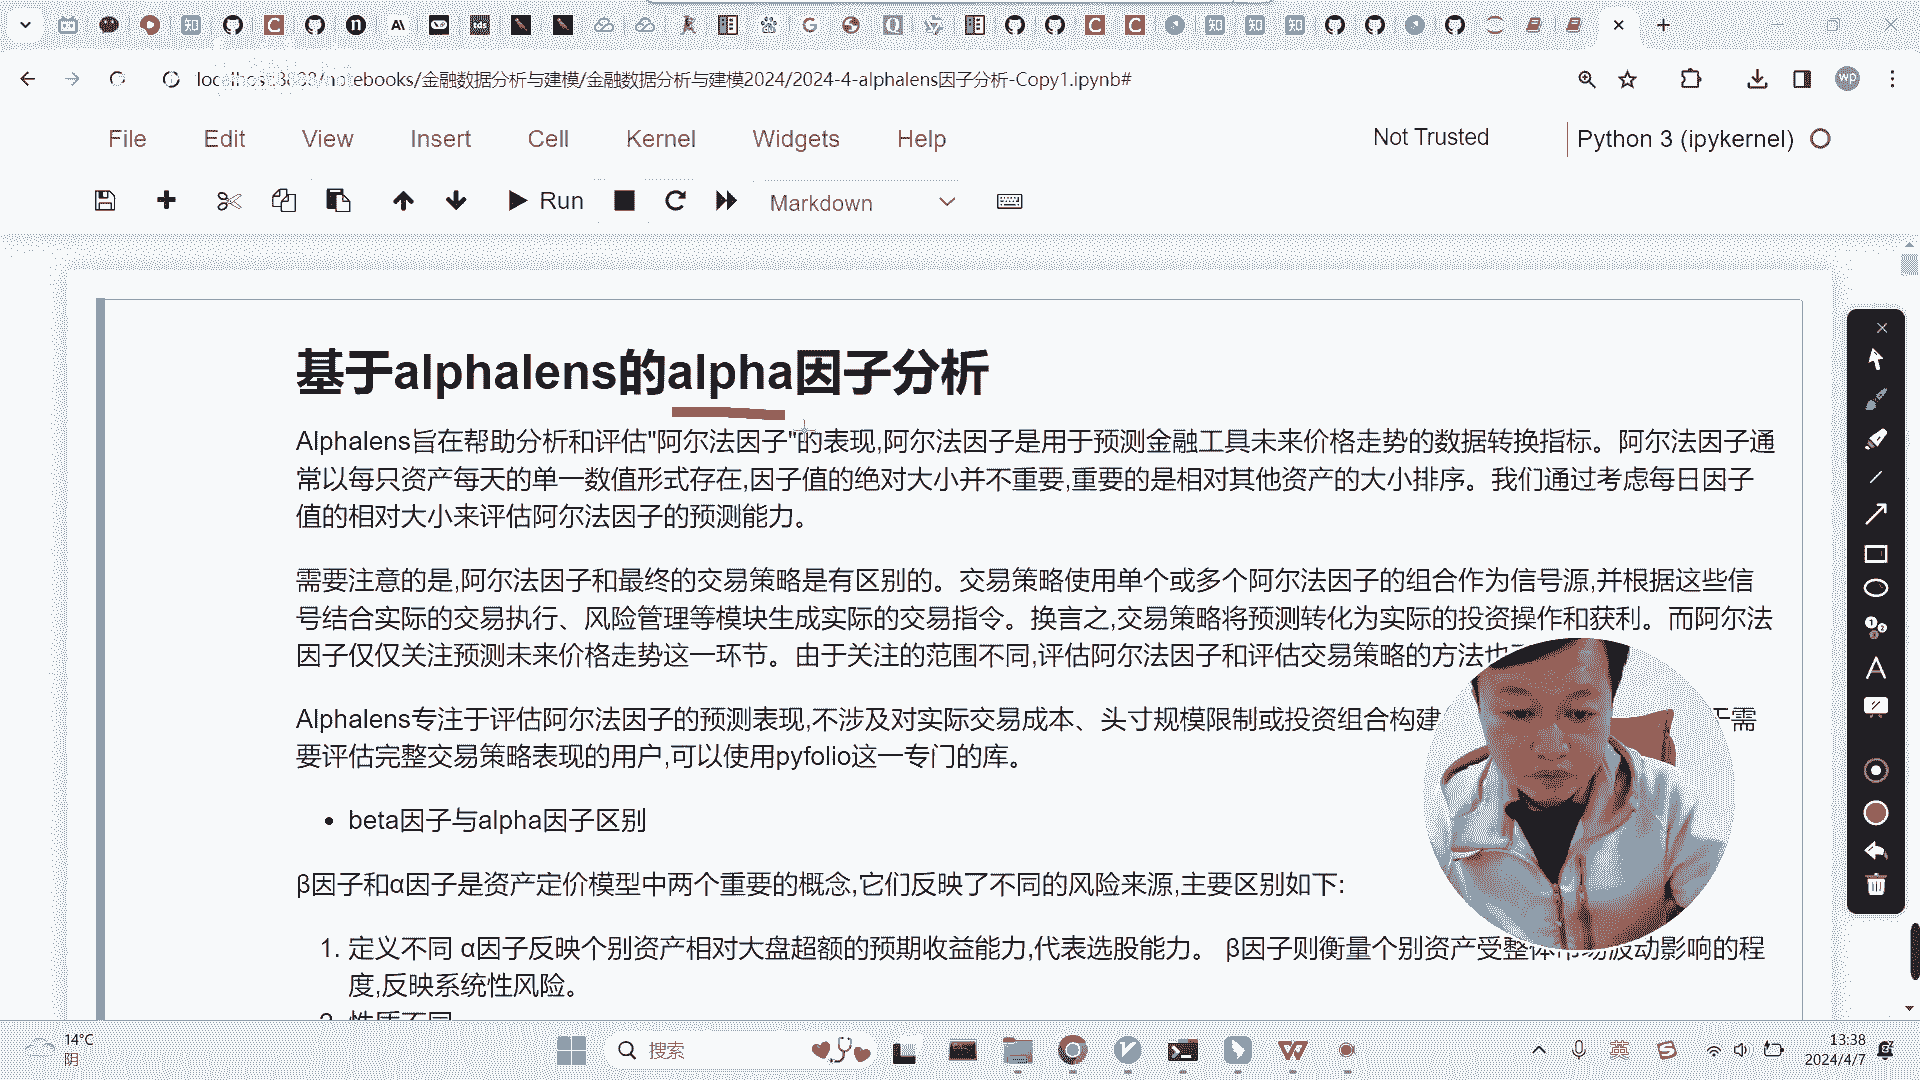 localhost:8888/notebooks/金融数据分析与建模/金融数据分析与建模2024/2024-4-alphalens因子分析-Copy1.ipynb#
wp
File Edit View Insert Cell Kernel Widgets Help
Not Trusted
Python 3 (ipykernel)
Run
Markdown
基于alphalens的alpha因子分析
Alphalens旨在帮助分析和评估"阿尔法因子"的表现,阿尔法因子是用于预测金融工具未来价格走势的数据转换指标。阿尔法因子通
常以每只资产每天的单一数值形式存在,因子值的绝对大小并不重要,重要的是相对其他资产的大小排序。我们通过考虑每日因子
值的相对大小来评估阿尔法因子的预测能力。
需要注意的是,阿尔法因子和最终的交易策略是有区别的。交易策略使用单个或多个阿尔法因子的组合作为信号源,并根据这些信
号结合实际的交易执行、风险管理等模块生成实际的交易指令。换言之,交易策略将预测转化为实际的投资操作和获利。而阿尔法
因子仅仅关注预测未来价格走势这一环节。由于关注的范围不同,评估阿尔法因子和评估交易策略的方法也
Alphalens专注于评估阿尔法因子的预测表现,不涉及对实际交易成本、头寸规模限制或投资组合构建 于需
要评估完整交易策略表现的用户,可以使用pyfolio这一专门的库。
• beta因子与alpha因子区别
β因子和α因子是资产定价模型中两个重要的概念,它们反映了不同的风险来源,主要区别如下:
1. 定义不同 α因子反映个别资产相对大盘超额的预期收益能力,代表选股能力。 β因子则衡量个别资产受整体市场波动影响的程
度,反映系统性风险。
2. 性质不同
14°C
阴
搜索
英
13:38
2024/4/7